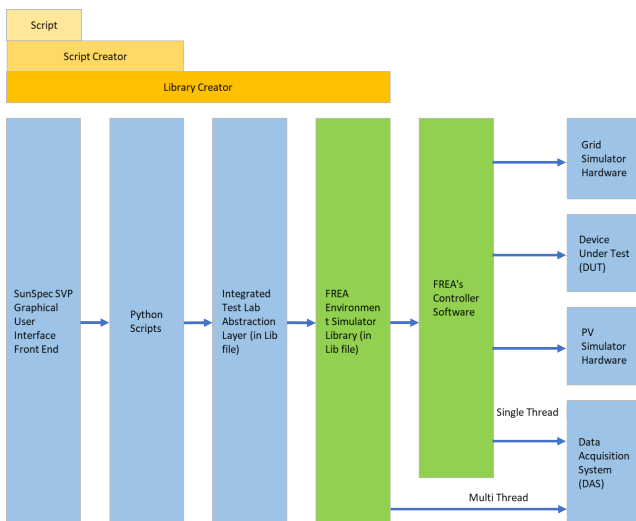 Script
Script Creator
Library Creator
SunSpec SVP
Graphical
User
Interface
Front End
Python
Scripts
Integrated
Test Lab
Abstraction
Layer (in Lib
file)
FREA
Environmen
t Simulator
Library (in
Lib file)
FREA's
Controller
Software
Grid
Simulator
Hardware
Device
Under Test
(DUT)
PV
Simulator
Hardware
Single Thread
Data
Acquisition
System
(DAS)
Multi Thread